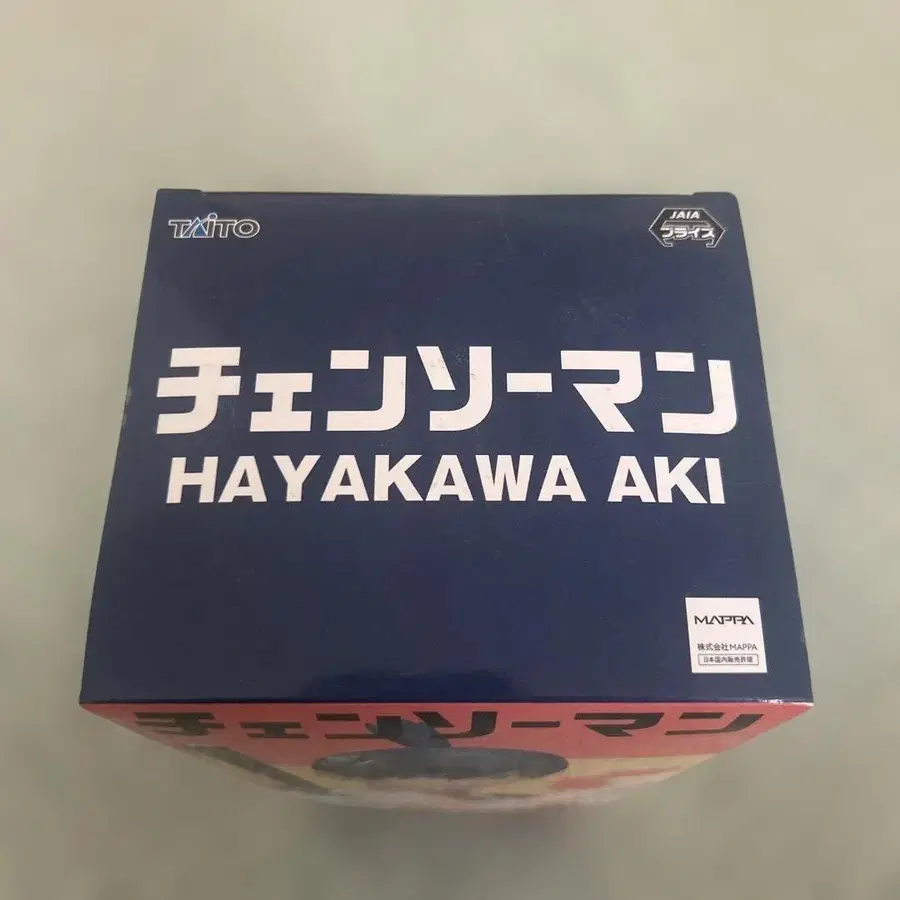 TAITO
JAIA
プライズ
チェンソーマン
HAYAKAWA AKI
MAPPA
株式会社MAPPA
日本国内販売許諾
チェンソーマン